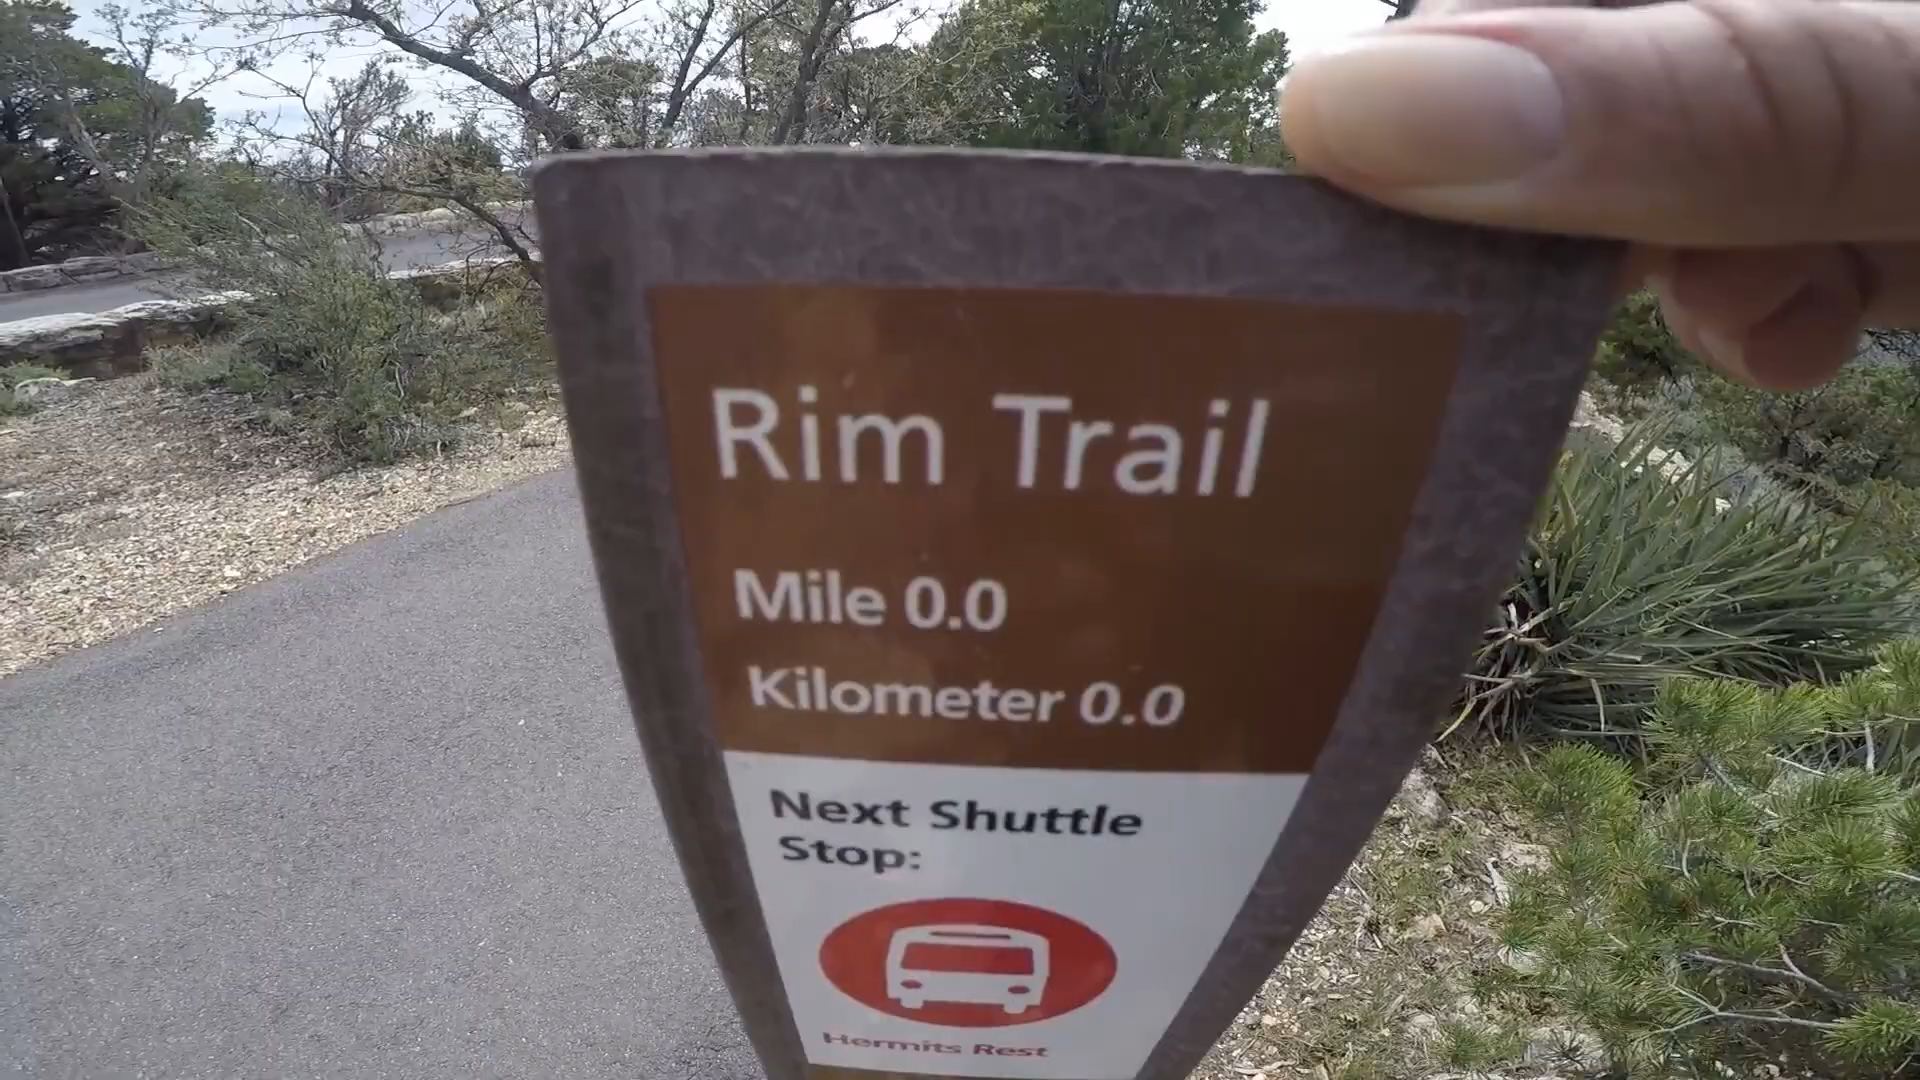 Rim Trail
Mile 0.0
Kilometer 0.0
Next Shuttle
Stop:
Hermits Rest